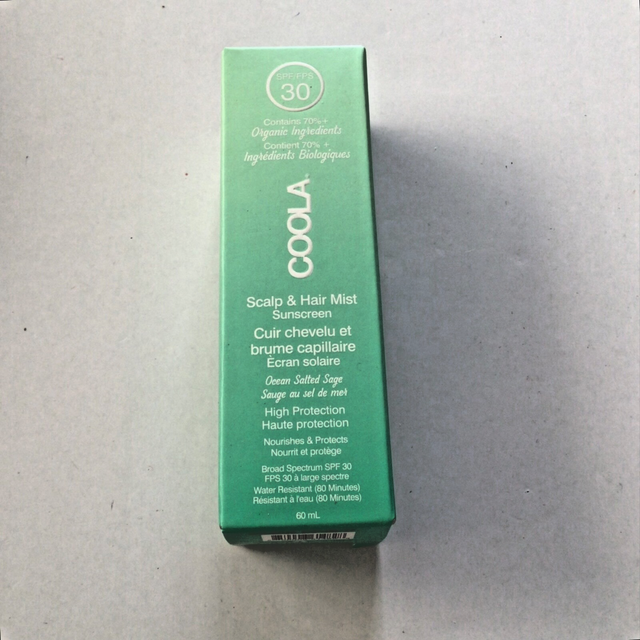 SPF/FPS
30
Contains 70%+
Organic Ingredients
Contient 70% +
Ingrédients Biologiques
COOLA
Scalp & Hair Mist
Sunscreen
Cuir chevelu et
brume capillaire
Écran solaire
Ocean Salted Sage
Sauge au sel de mer
High Protection
Haute protection
Nourishes & Protects
Nourrit et protège
Broad Spectrum SPF 30
FPS 30 à large spectre
Water Resistant (80 Minutes)
Résistant à l'eau (80 Minutes)
60 mL